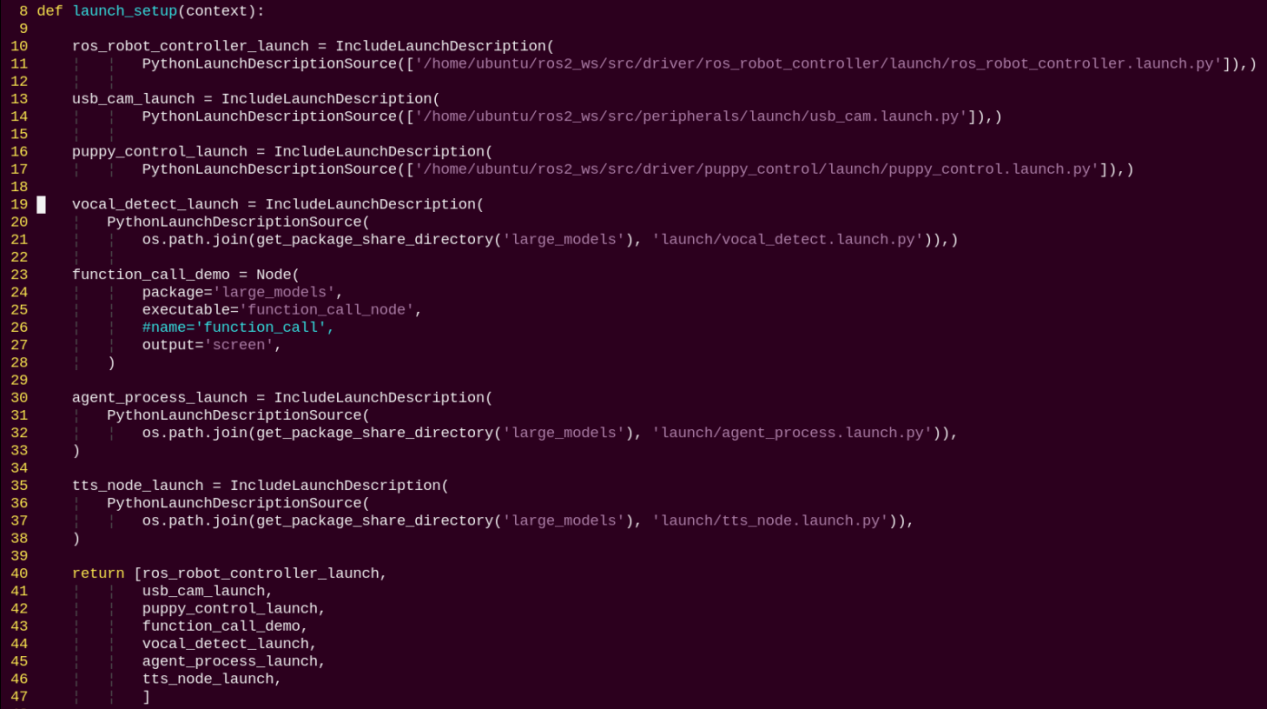 8 def launch_setup(context):
9
10     ros_robot_controller_launch = IncludeLaunchDescription(
11             PythonLaunchDescriptionSource(['/home/ubuntu/ros2_ws/src/driver/ros_robot_controller/launch/ros_robot_controller.launch.py']),)
12
13     usb_cam_launch = IncludeLaunchDescription(
14             PythonLaunchDescriptionSource(['/home/ubuntu/ros2_ws/src/peripherals/launch/usb_cam.launch.py']),)
15
16     puppy_control_launch = IncludeLaunchDescription(
17             PythonLaunchDescriptionSource(['/home/ubuntu/ros2_ws/src/driver/puppy_control/launch/puppy_control.launch.py']),)
18
19     vocal_detect_launch = IncludeLaunchDescription(
20         PythonLaunchDescriptionSource(
21             os.path.join(get_package_share_directory('large_models'), 'launch/vocal_detect.launch.py')),)
22
23     function_call_demo = Node(
24             package='large_models',
25             executable='function_call_node',
26             #name='function_call',
27             output='screen',
28         )
29
30     agent_process_launch = IncludeLaunchDescription(
31         PythonLaunchDescriptionSource(
32             os.path.join(get_package_share_directory('large_models'), 'launch/agent_process.launch.py')),
33     )
34
35     tts_node_launch = IncludeLaunchDescription(
36         PythonLaunchDescriptionSource(
37             os.path.join(get_package_share_directory('large_models'), 'launch/tts_node.launch.py')),
38     )
39
40     return [ros_robot_controller_launch,
41             usb_cam_launch,
42             puppy_control_launch,
43             function_call_demo,
44             vocal_detect_launch,
45             agent_process_launch,
46             tts_node_launch,
47             ]